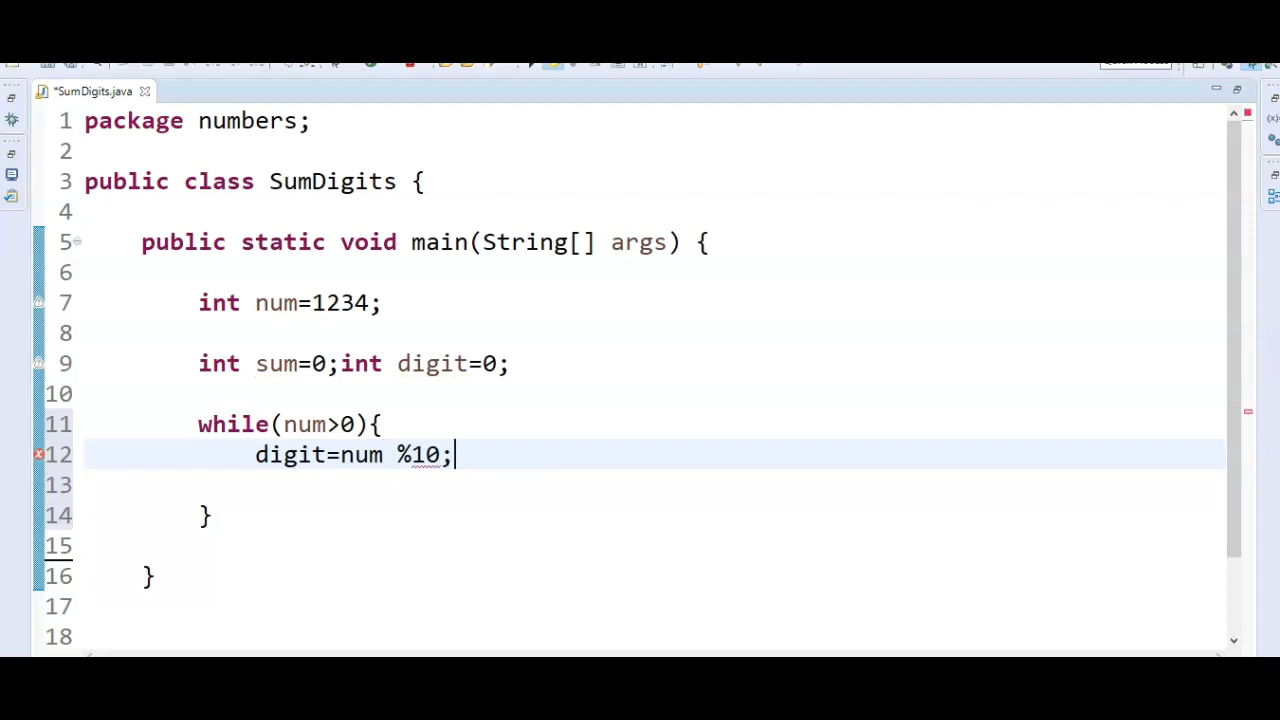 *SumDigits.java
1 package numbers;
2
3 public class SumDigits {
4
5 public static void main(String[] args) {
6
7 int num=1234;
8
9 int sum=0;int digit=0;
10
11 while(num>0){
12 digit=num %10;
13
14 }
15
16 }
17
18